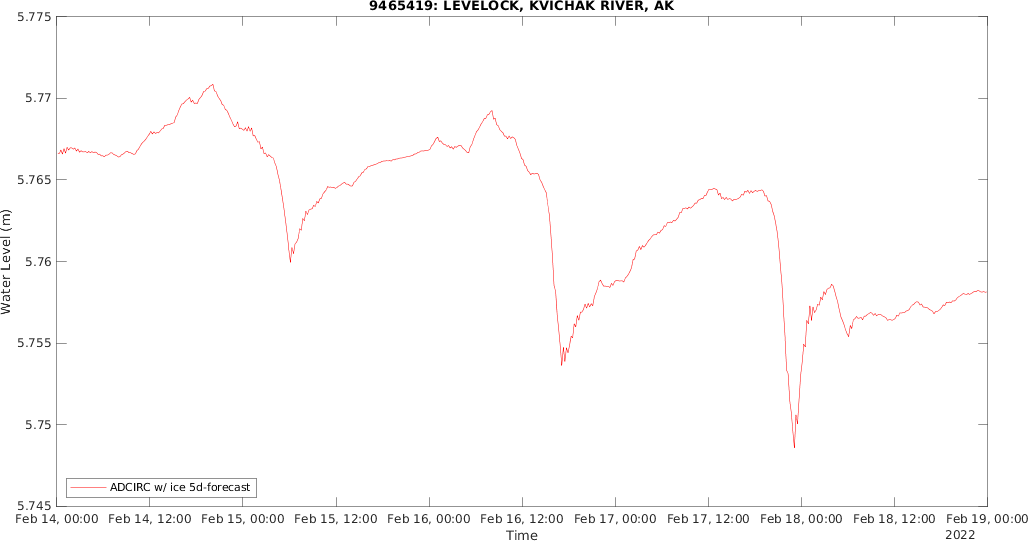 9465419: LEVELOCK, KVICHAK RIVER, AK
5.775
5.77
5.765
5.76
5.755
5.75
5.745
Water Level (m)
ADCIRC w/ ice 5d-forecast
Feb 14, 00:00 Feb 14, 12:00 Feb 15, 00:00 Feb 15, 12:00 Feb 16, 00:00 Feb 16, 12:00 Feb 17, 00:00 Feb 17, 12:00 Feb 18, 00:00 Feb 18, 12:00 Feb 19, 00:00
Time
2022